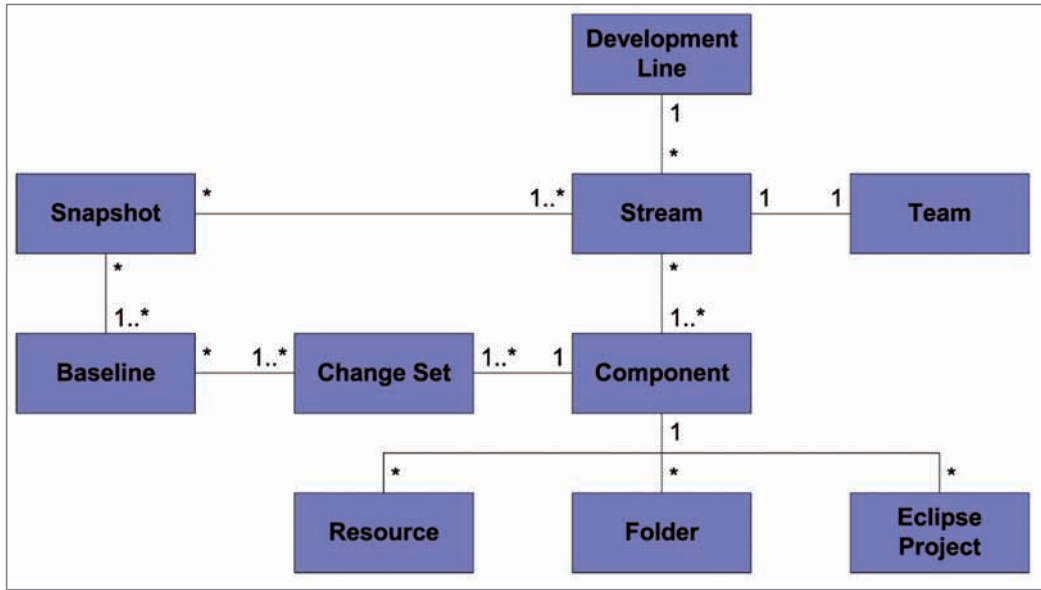 Development
Line
1
*
Snapshot
*
1..*
Stream
1
1
Team
*
*
1..*
1..*
Baseline
*
1..*
Change Set
1..*
1
Component
1
*
*
*
Resource
Folder
Eclipse
Project